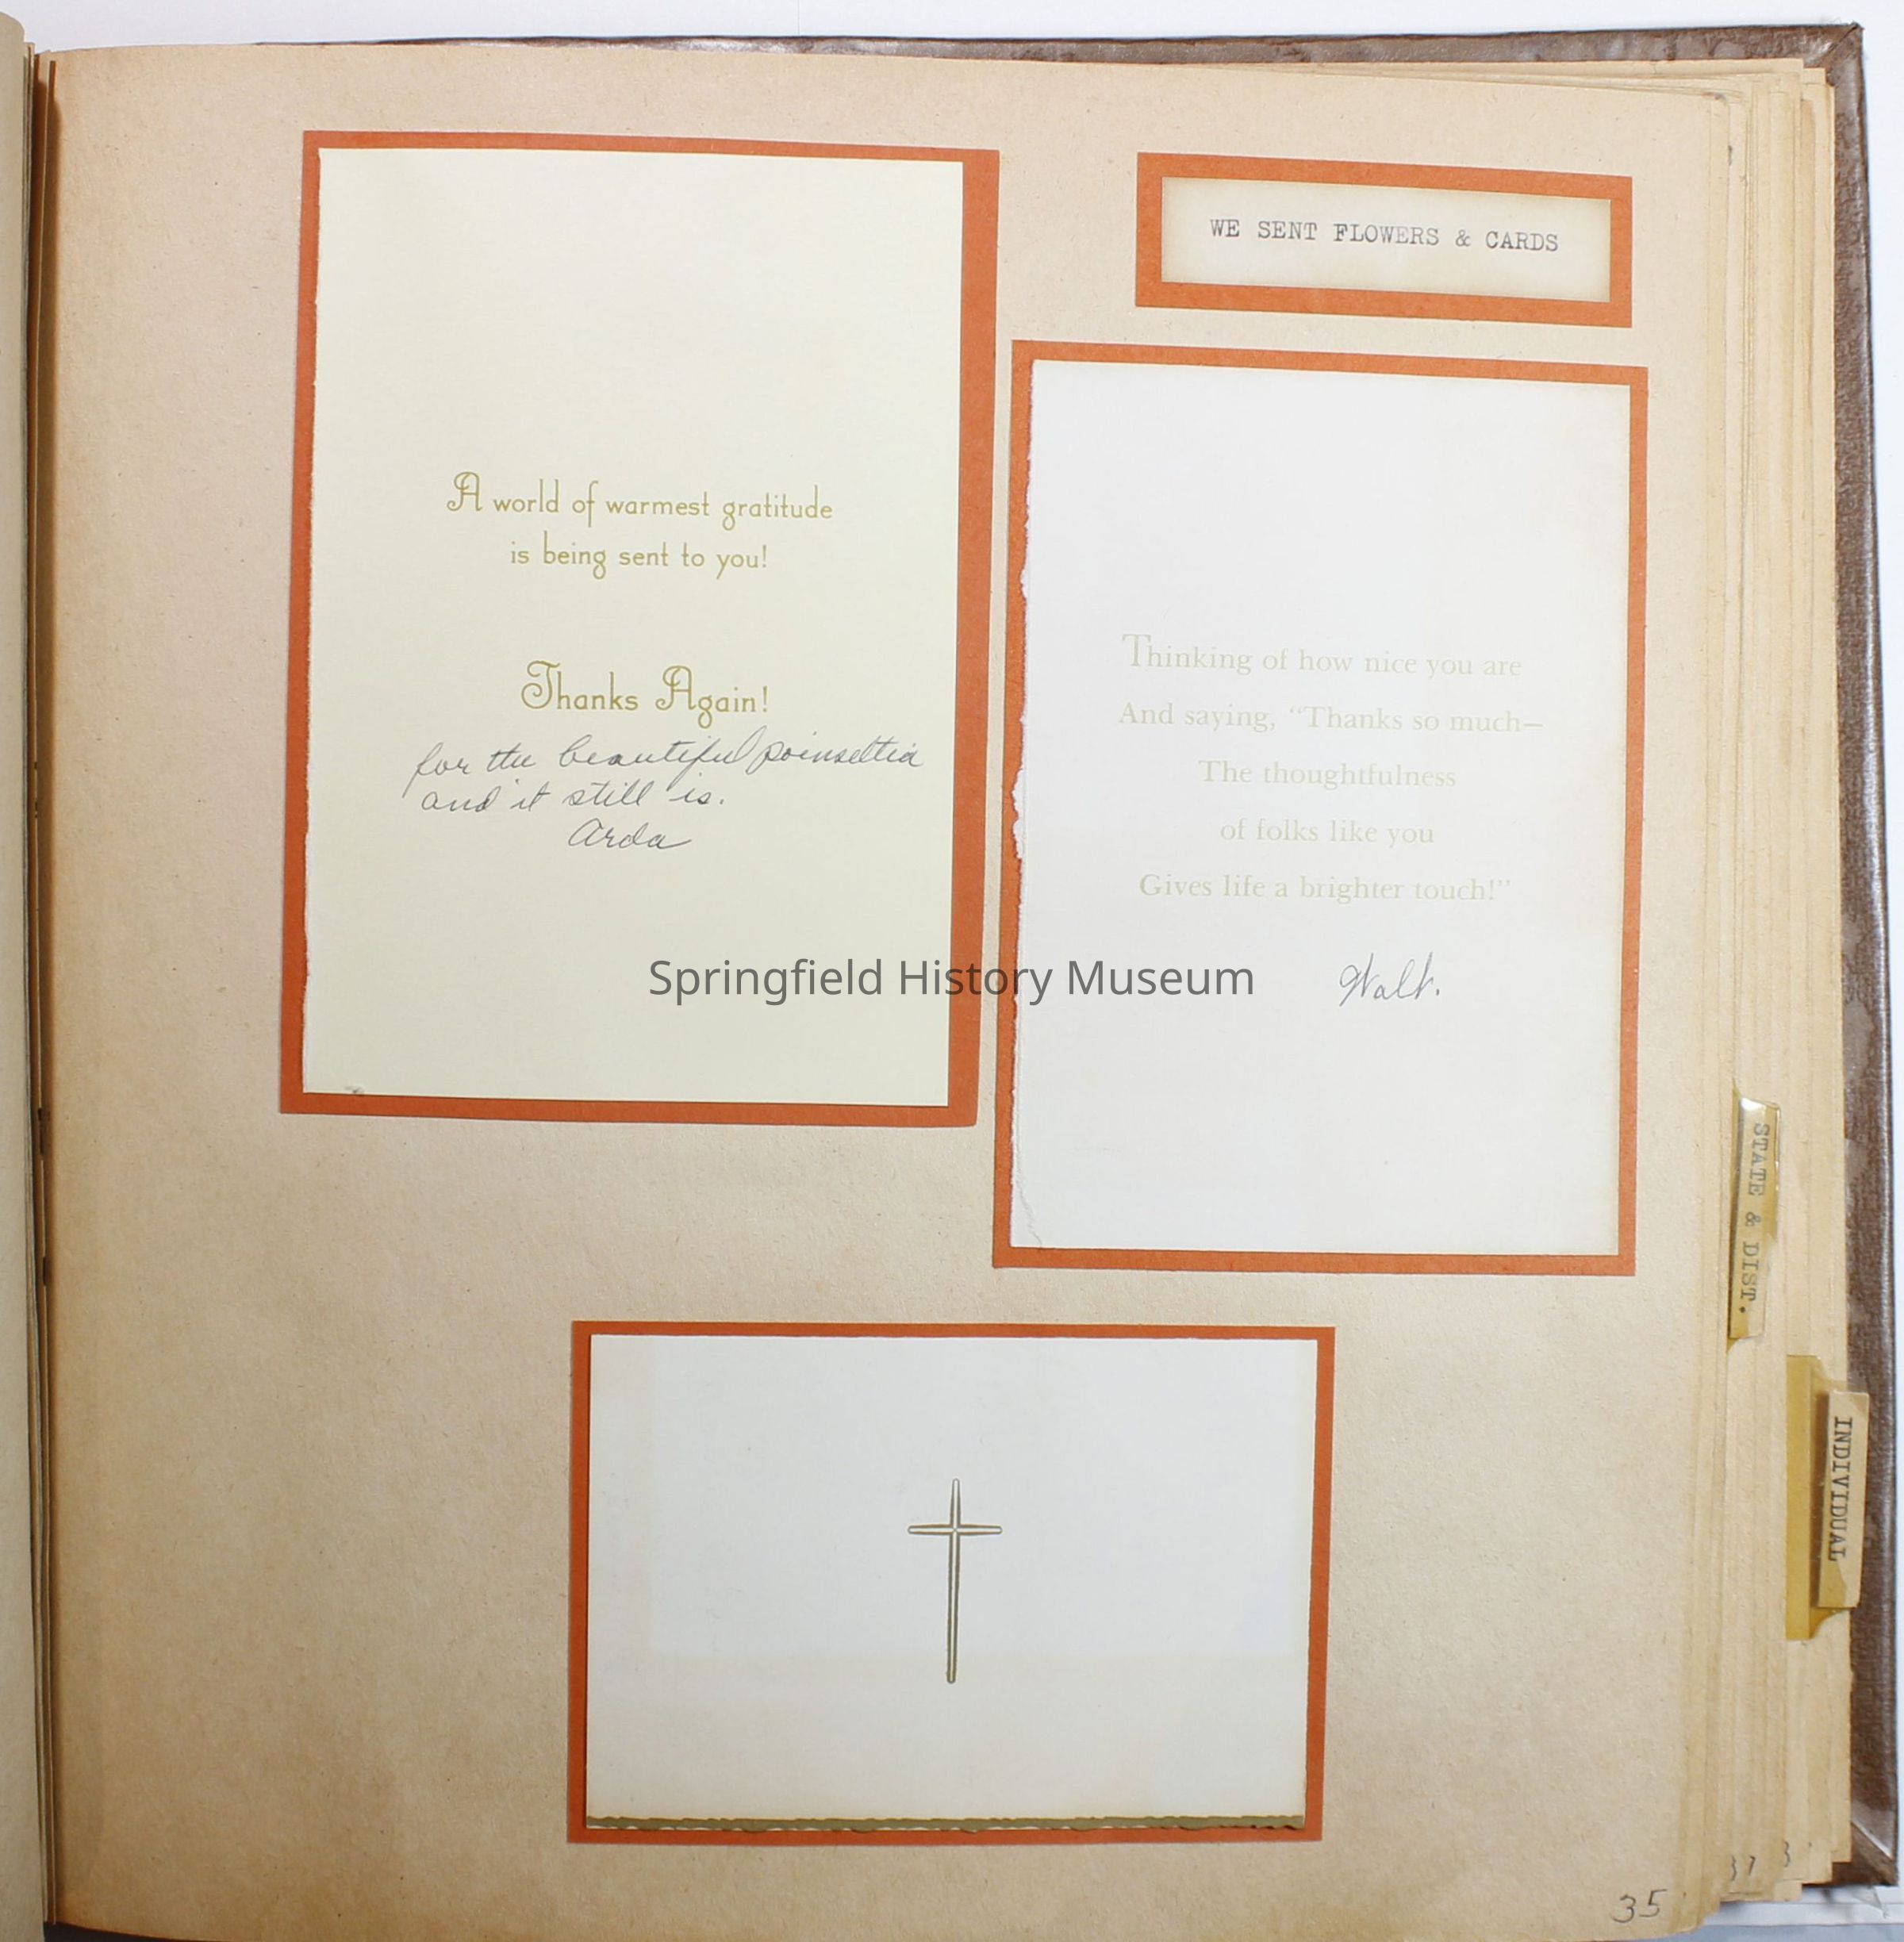 WE SENT FLOWERS & CARDS
A world of warmest gratitude
is being sent to you!
Thanks Again!
for the beautiful poinsettia
and it still is.
Arda
Thinking of how nice you are
And saying, “Thanks so much—
The thoughtfulness
of folks like you
Gives life a brighter touch!”
Walt.
Springfield History Museum
STATE & DIST.
INDIVIDUAL
35
37
3